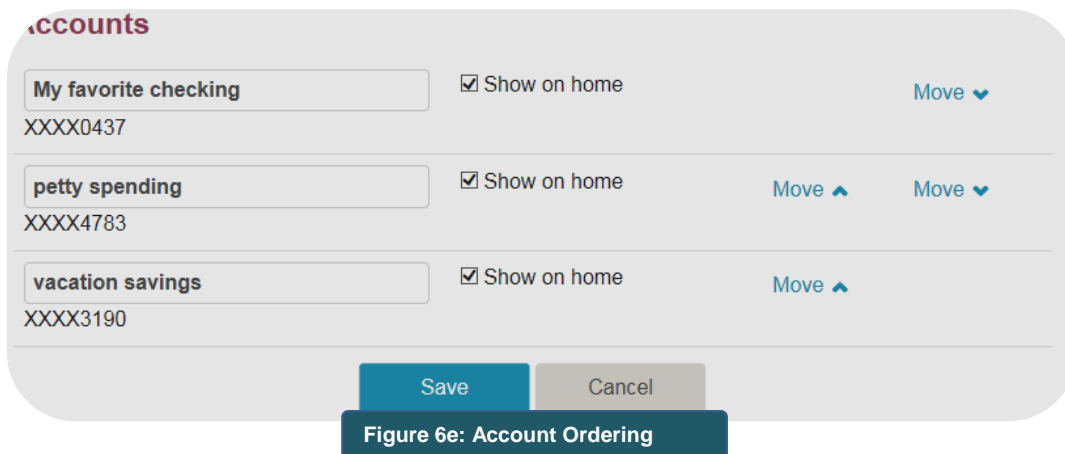 Accounts
My favorite checking Show on home Move
XXXX0437
petty spending Show on home Move Move
XXXX4783
vacation savings Show on home Move
XXXX3190
Save Cancel
Figure 6e: Account Ordering